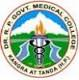 DR. R. P. GOVT. MEDICAL COLLEGE
KANGRA AT TANDA (H.P.)